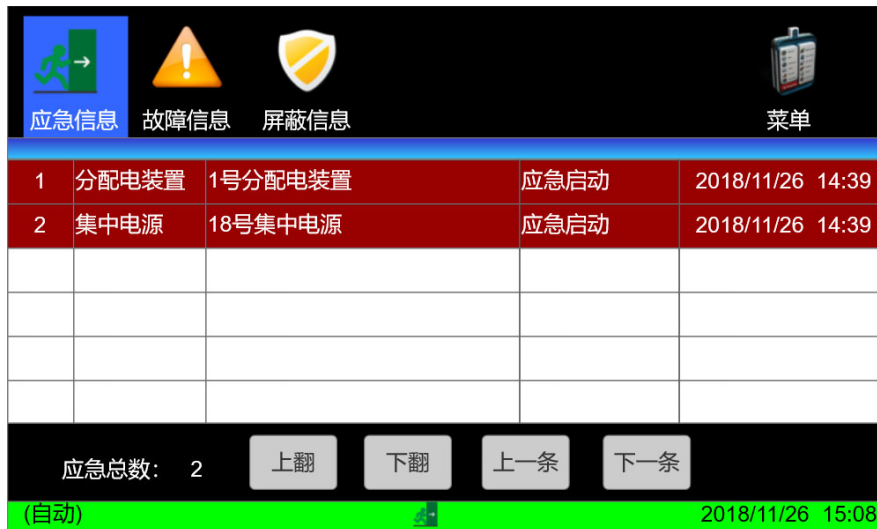 应急信息 故障信息 屏蔽信息 菜单
1 分配电装置 1号分配电装置 应急启动 2018/11/26 14:39
2 集中电源 18号集中电源 应急启动 2018/11/26 14:39
应急总数： 2 上翻 下翻 上一条 下一条
(自动) 2018/11/26 15:08